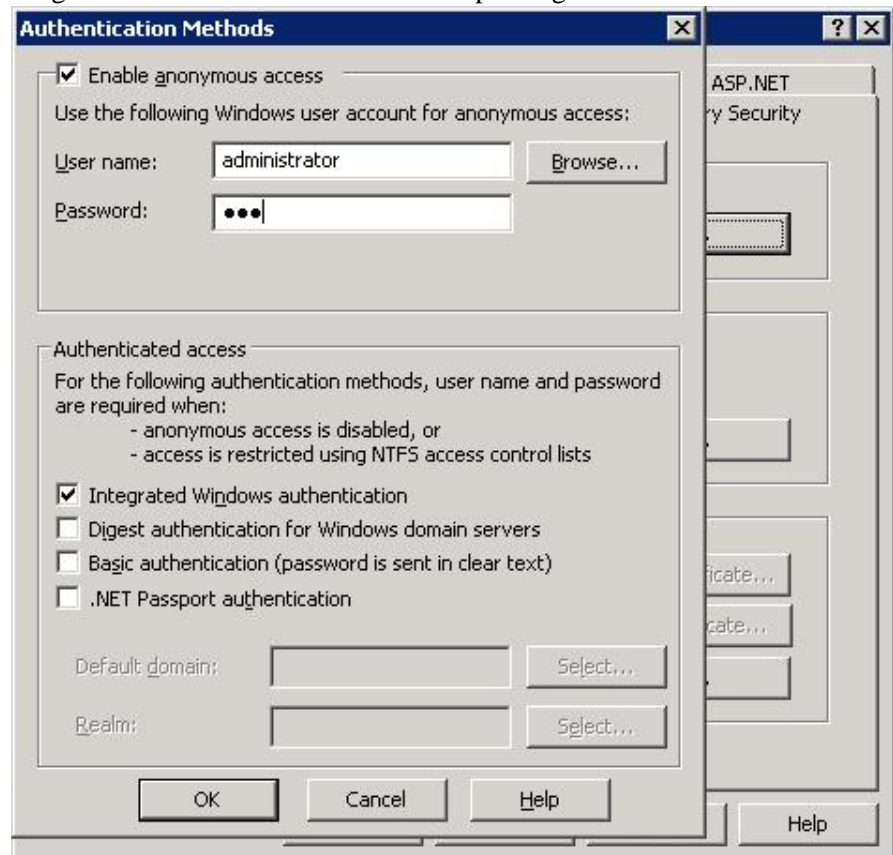 Authentication Methods
Enable anonymous access
ASP.NET
Use the following Windows user account for anonymous access:
ry Security
User name:
administrator
Browse...
Password:
●●●
Authenticated access
For the following authentication methods, user name and password
are required when:
- anonymous access is disabled, or
- access is restricted using NTFS access control lists
Integrated Windows authentication
Digest authentication for Windows domain servers
Basic authentication (password is sent in clear text)
ficate...
.NET Passport authentication
cate...
Default domain:
Select...
Realm:
Select...
OK
Cancel
Help
Help